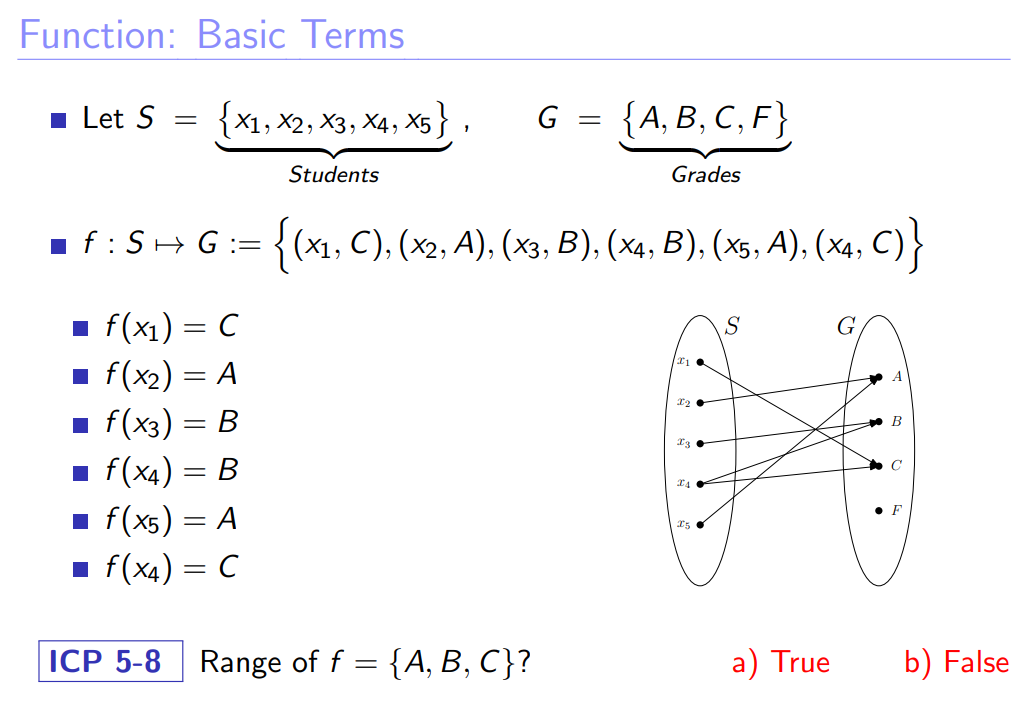 Function: Basic Terms
■ Let S = {x₁, x₂, x₃, x₄, x₅} , G = {A, B, C, F}
Students Grades
■ f : S ↦ G := {(x₁, C), (x₂, A), (x₃, B), (x₄, B), (x₅, A), (x₄, C)}
■ f(x₁) = C
■ f(x₂) = A
■ f(x₃) = B
■ f(x₄) = B
■ f(x₅) = A
■ f(x₄) = C
S G
x₁
x₂
x₃
x₄
x₅
A
B
C
F
ICP 5-8 Range of f = {A, B, C}? a) True b) False